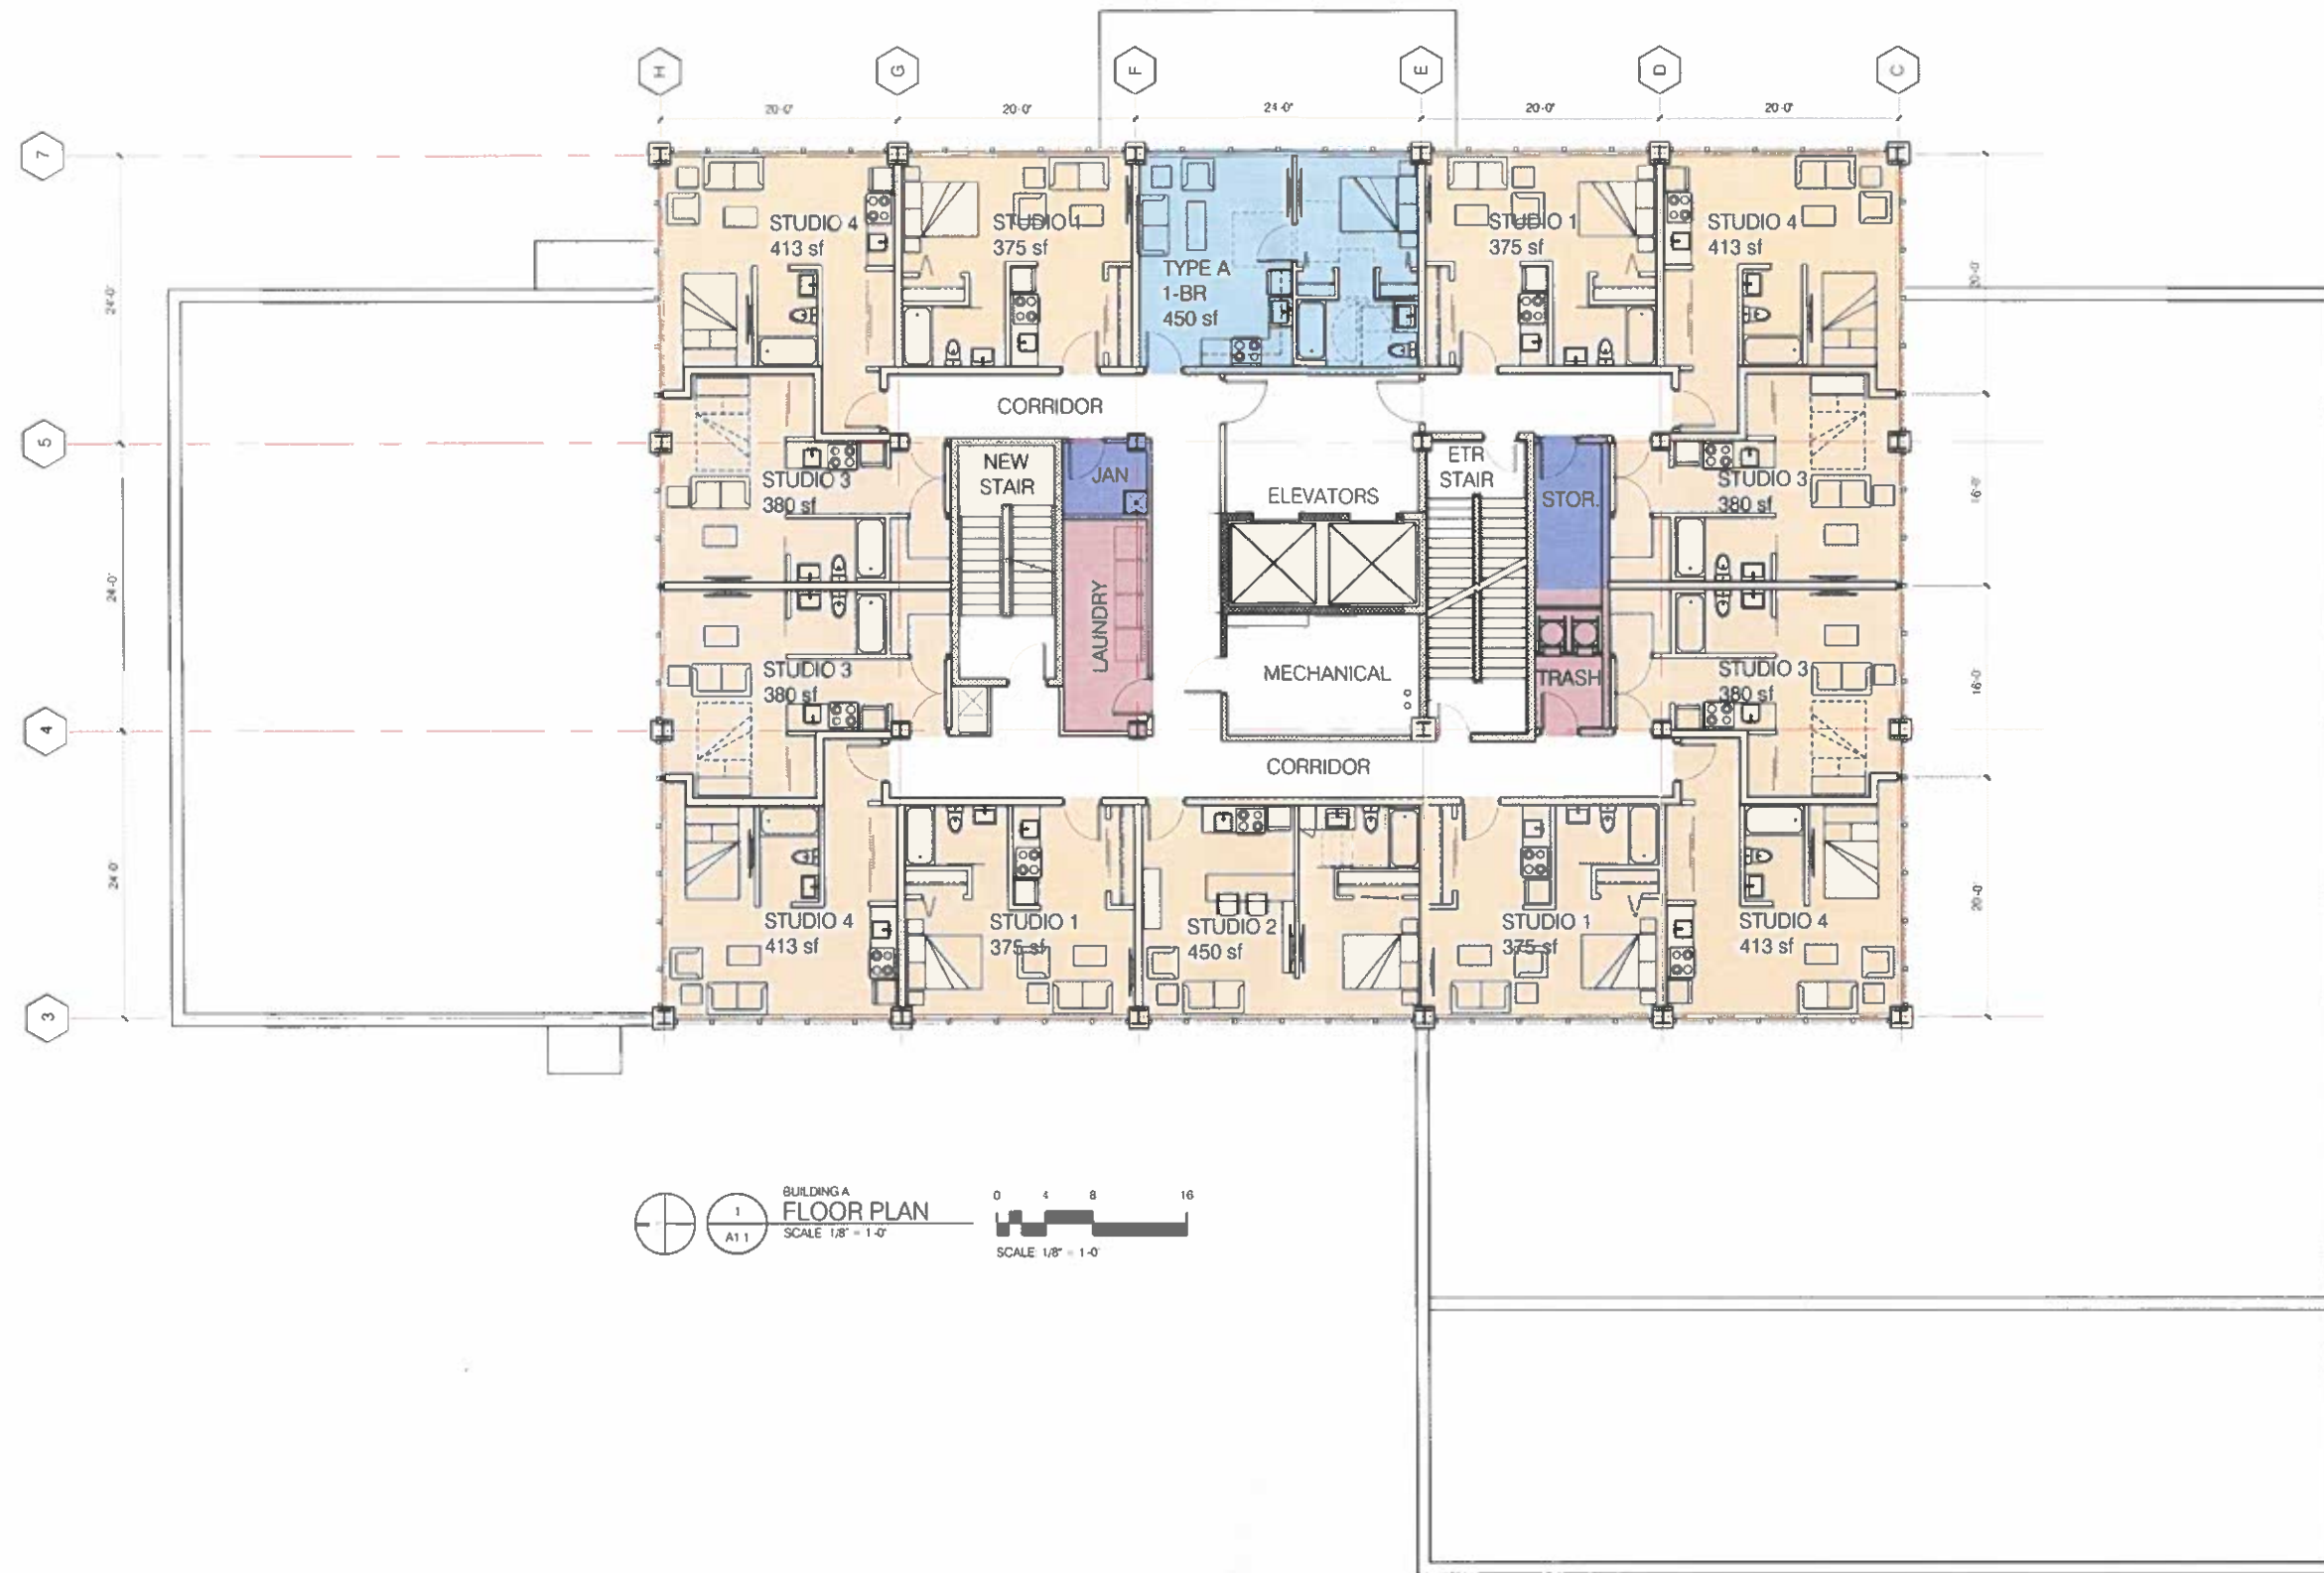 H
G
F
E
D
C
20-0"
20-0"
24-0"
20-0"
20-0"
7
5
4
3
24-0"
24-0"
24 0"
20-0"
16-0"
16-0"
20-0"
STUDIO 4
413 sf
STUDIO 1
375 sf
TYPE A
1-BR
450 sf
STUDIO 1
375 sf
STUDIO 4
413 sf
CORRIDOR
STUDIO 3
380 sf
NEW
STAIR
JAN
ELEVATORS
ETR
STAIR
STOR.
STUDIO 3
380 sf
STUDIO 3
380 sf
LAUNDRY
MECHANICAL
TRASH
STUDIO 3
380 sf
CORRIDOR
STUDIO 4
413 sf
STUDIO 1
375 sf
STUDIO 2
450 sf
STUDIO 1
375 sf
STUDIO 4
413 sf
1
A1 1
BUILDING A
FLOOR PLAN
SCALE 1/8" = 1-0"
0 4 8 16
SCALE: 1/8" = 1-0"